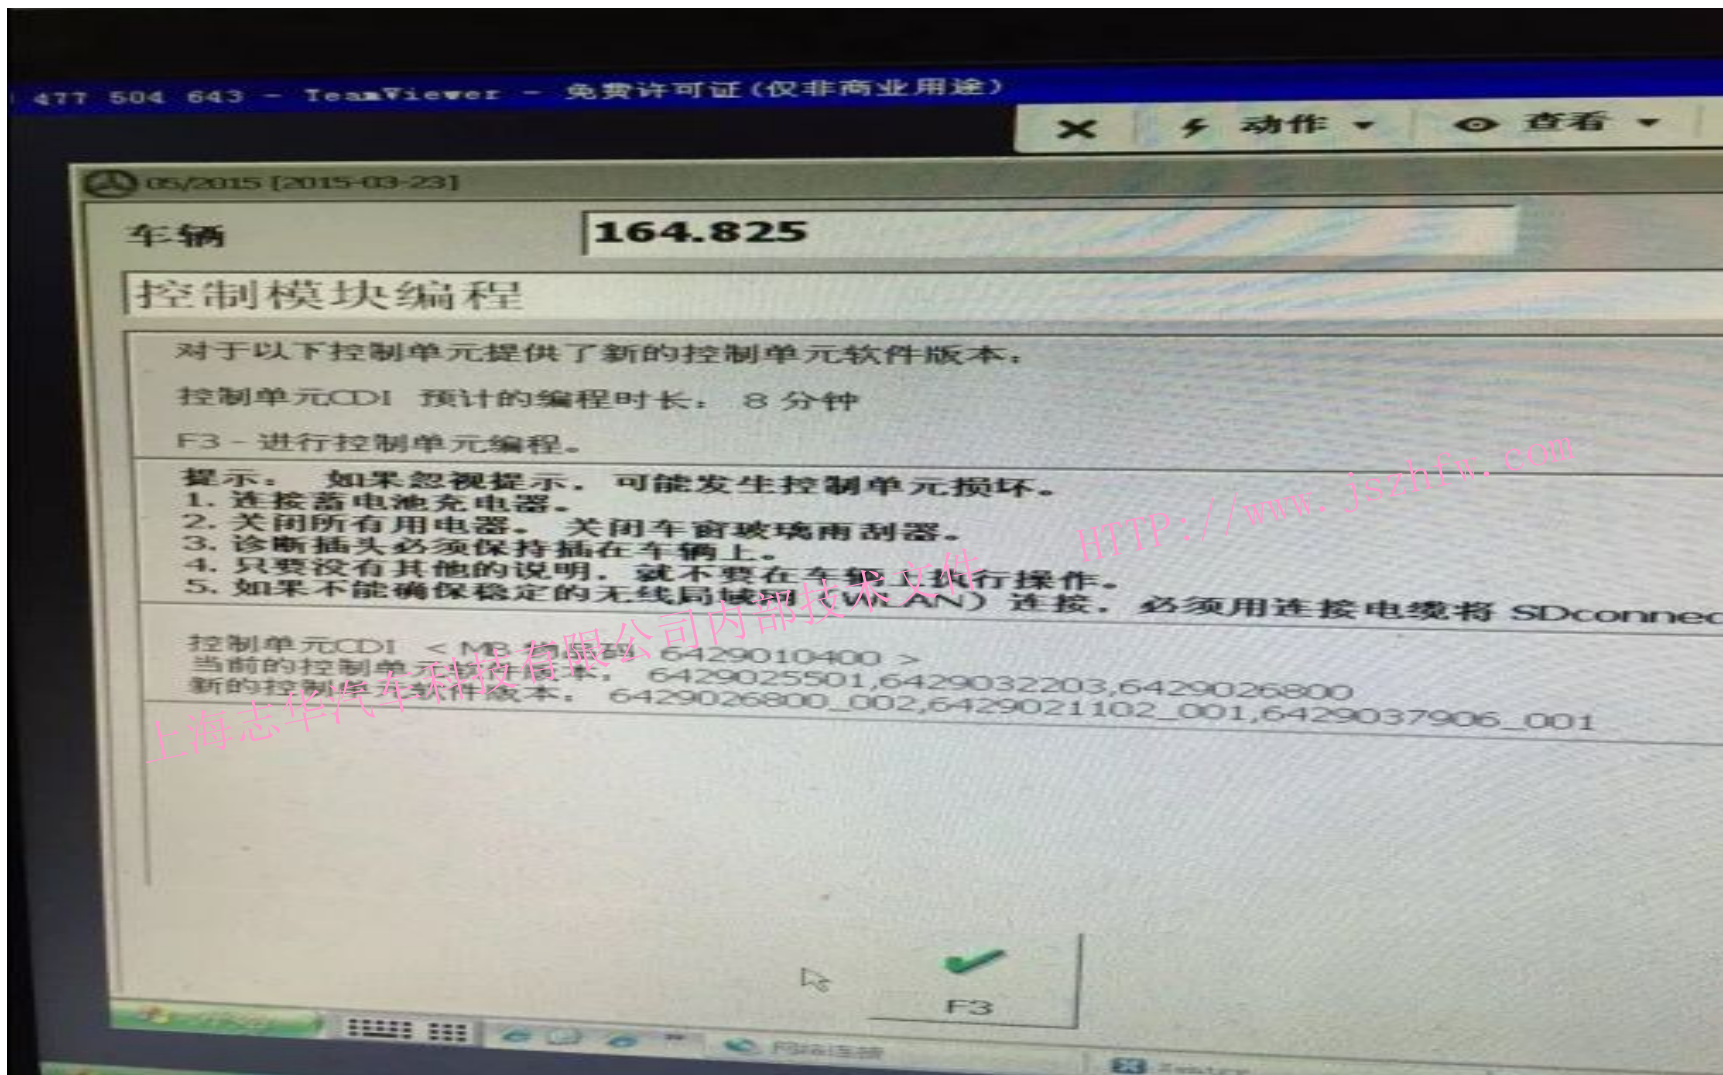 477 504 643 - TeamViewer - 免费许可证(仅非商业用途)
动作 查看
05/2015 [2015-03-23]
车辆 164.825
控制模块编程
对于以下控制单元提供了新的控制单元软件版本:
控制单元CDI 预计的编程时长: 8 分钟
F3 - 进行控制单元编程。
提示: 如果忽视提示,可能发生控制单元损坏。
1. 连接蓄电池充电器。
2. 关闭所有用电器。 关闭车窗玻璃雨刮器。
3. 诊断插头必须保持插在车辆上。
4. 只要没有其他的说明,就不要在车辆上执行操作。
5. 如果不能确保稳定的无线局域网 (WLAN) 连接,必须用连接电缆将 SDconnec
控制单元CDI < MB 6429010400 >
当前的控制单元软件版本: 6429025501,6429032203,6429026800
新的控制单元软件版本: 6429026800_002,6429021102_001,6429037906_001
上海志华汽车科技有限公司内部技术文件 HTTP://www.jszhfw.com
F3
网络连接